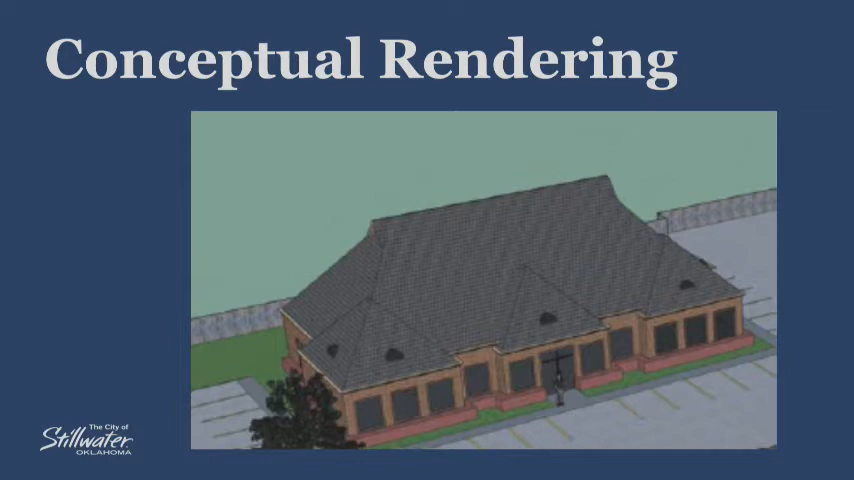 Conceptual Rendering
The City of
Stillwater
OKLAHOMA